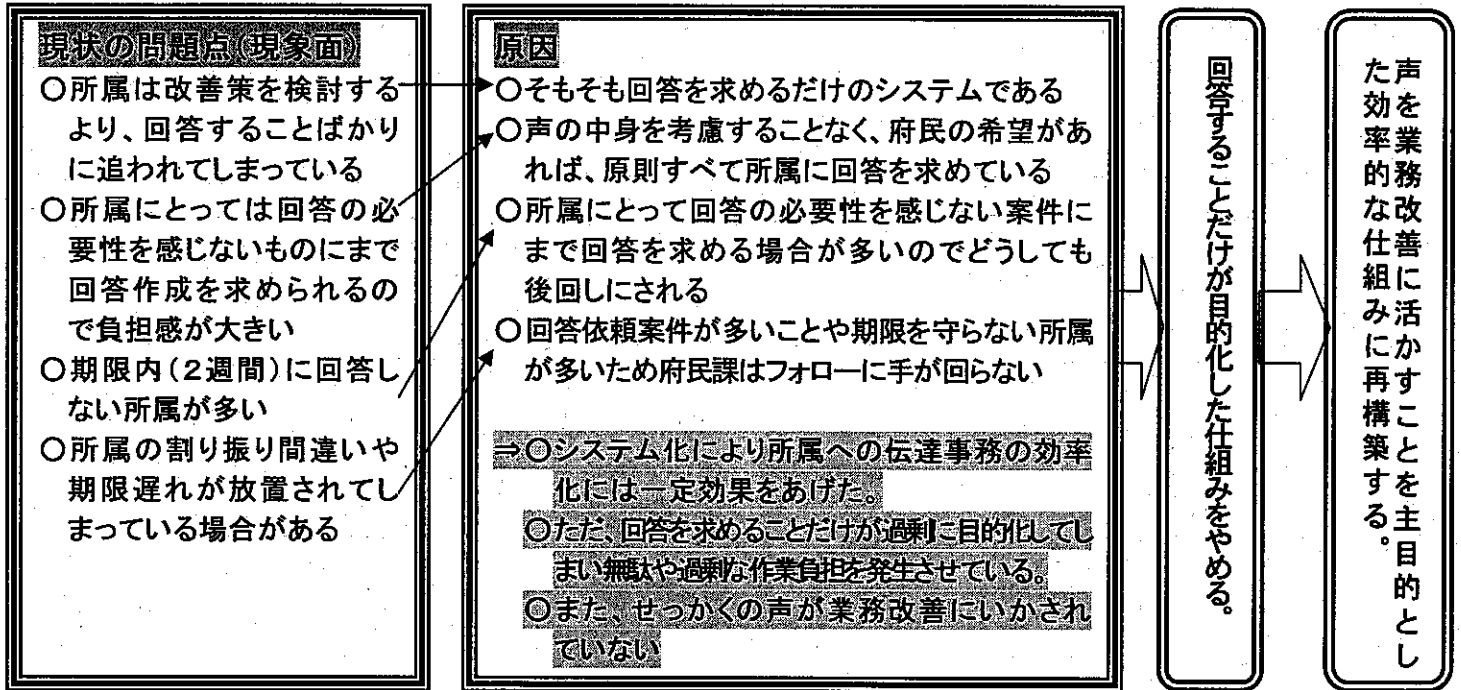 現状の問題点(現象面)
○所属は改善策を検討する
より、回答することばかり
に追われてしまっている
○所属にとっては回答の必
要性を感じないものにまで
回答作成を求められるの
で負担感が大きい
○期限内(2週間)に回答し
ない所属が多い
○所属の割り振り間違いや
期限遅れが放置されてし
まっている場合がある
原因
○そもそも回答を求めるだけのシステムである
○声の中身を考慮することなく、府民の希望があ
れば、原則すべて所属に回答を求めている
○所属にとって回答の必要性を感じない案件に
まで回答を求める場合が多いのでどうしても
後回しにされる
○回答依頼案件が多いことや期限を守らない所属
が多いため府民課はフォローに手が回らない
⇒○システム化により所属への伝達事務の効率
化には一定効果をあげた。
○ただ、回答を求めることだけが過剰に目的化してし
まい無駄や過剰な作業負担を発生させている。
○また、せっかくの声が業務改善にいかされ
ていない
回答することだけが目的化した仕組みをやめる。
声を業務改善に活かすことを主目的とし
た効率的な仕組みに再構築する。